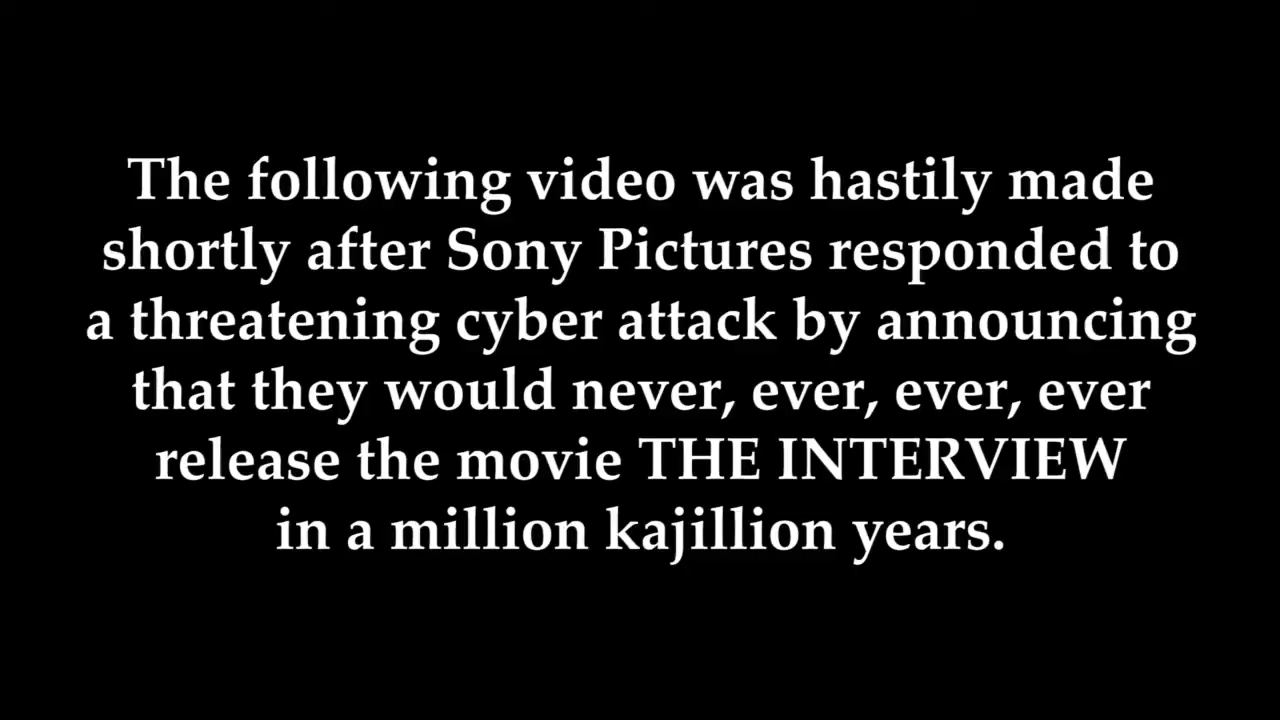 The following video was hastily made
shortly after Sony Pictures responded to
a threatening cyber attack by announcing
that they would never, ever, ever, ever
release the movie THE INTERVIEW
in a million kajillion years.